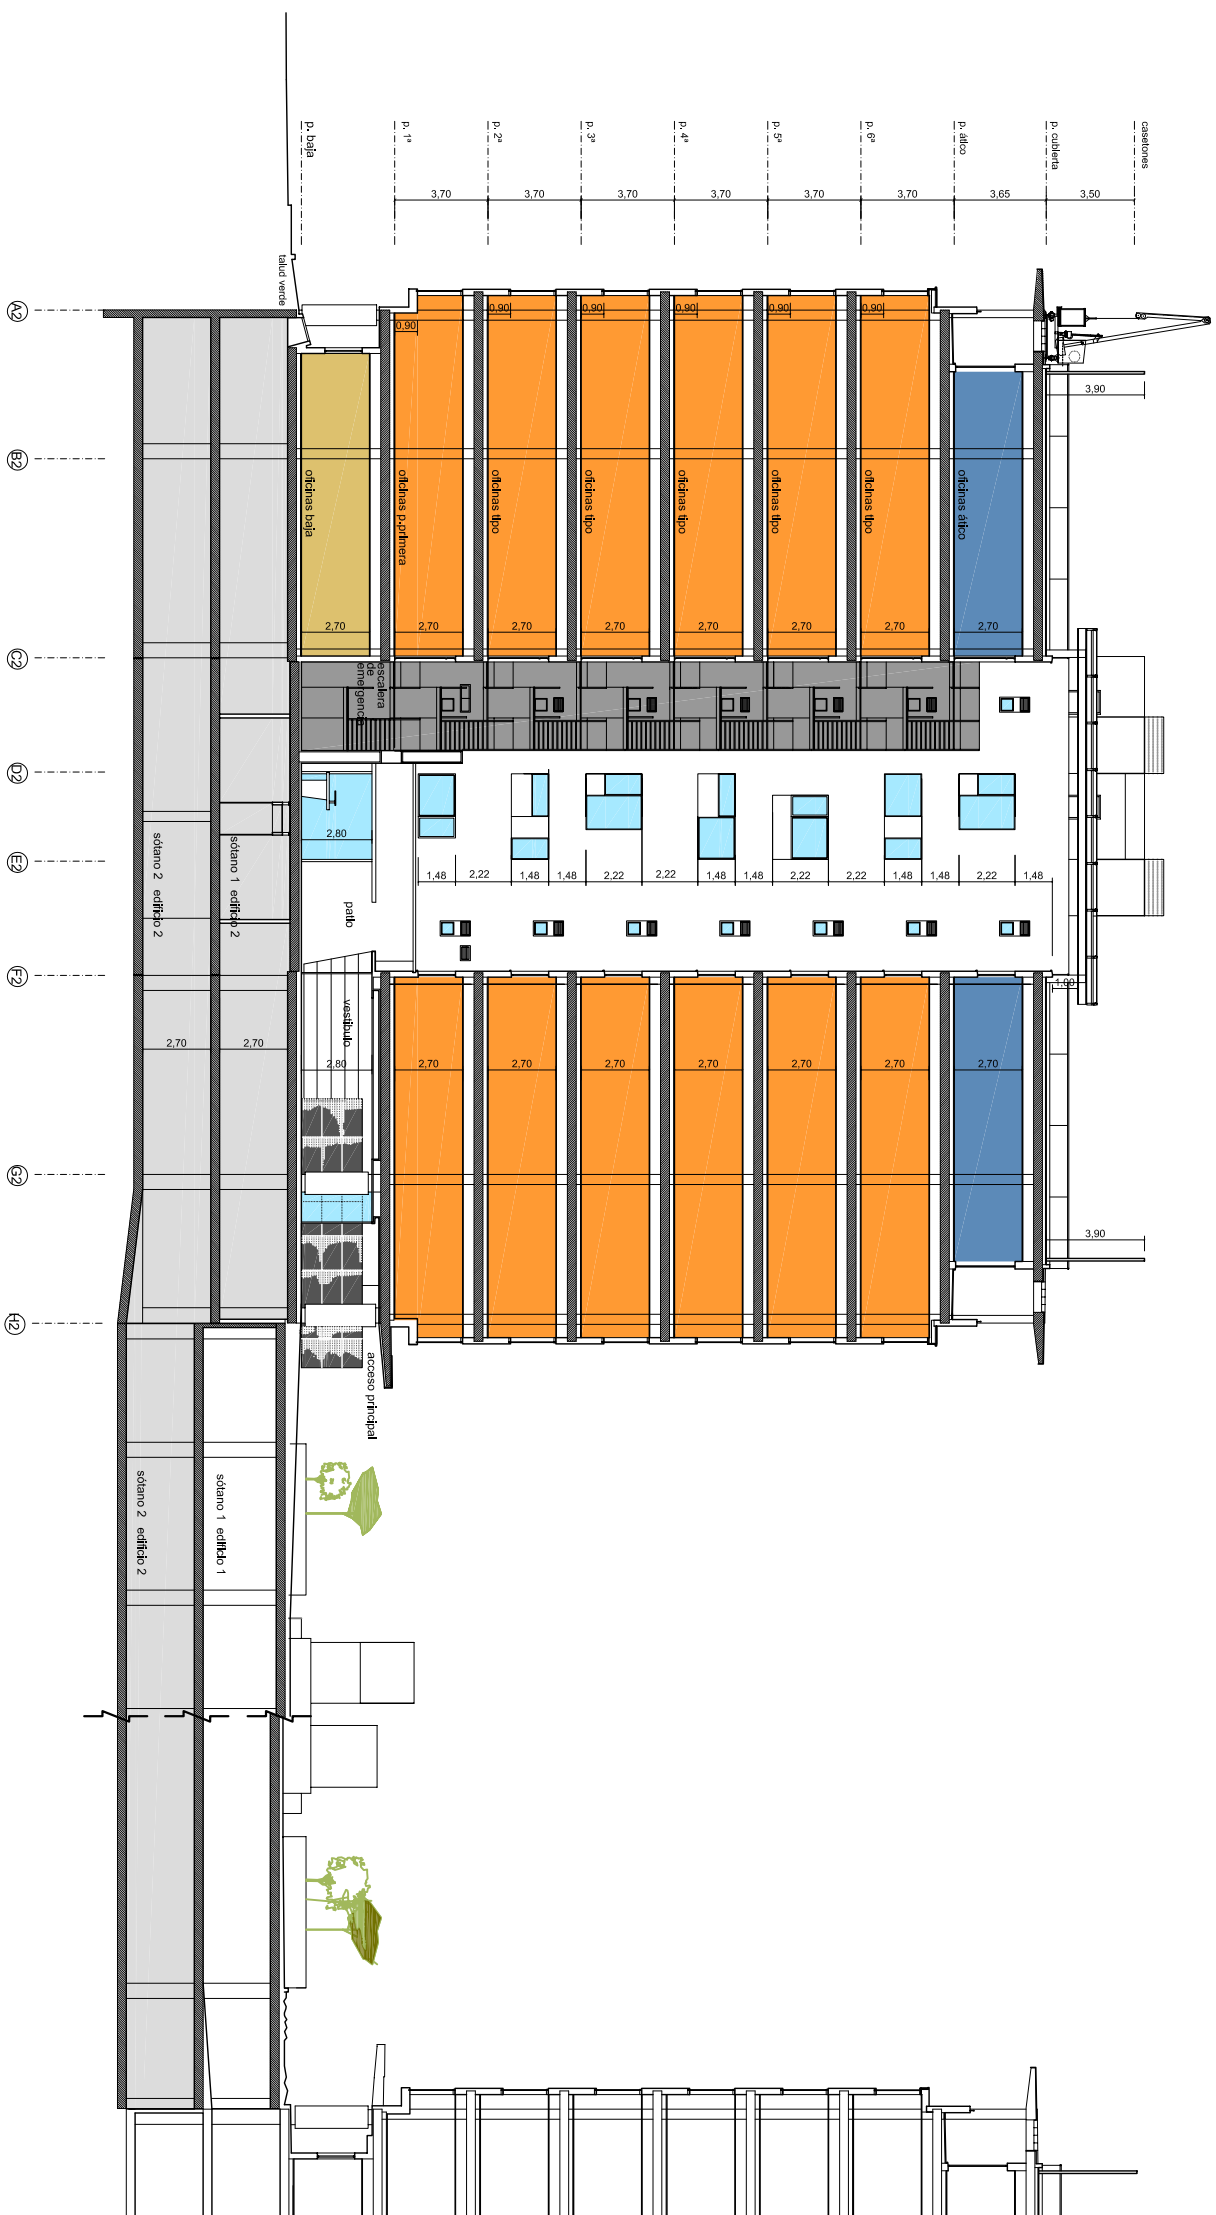 casetones
p. cubierta
p. ático
p. 6ª
p. 5ª
p. 4ª
p. 3ª
p. 2ª
p. 1ª
p. baja
3,50
3,65
3,70
3,70
3,70
3,70
3,70
3,70
talud verde
A2
B2
C2
D2
E2
F2
G2
H2
3,90
0,90
0,90
0,90
0,90
0,90
0,90
oficinas ático
oficinas tipo
oficinas tipo
oficinas tipo
oficinas tipo
oficinas tipo
oficinas p.primera
oficinas baja
2,70
2,70
2,70
2,70
2,70
2,70
2,70
2,70
escalera
de
emergencia
2,80
1,48
2,22
1,48
1,48
2,22
2,22
1,48
1,48
2,22
2,22
1,48
1,48
2,22
1,48
patio
sótano 1 edificio 2
sótano 2 edificio 2
1,00
vestíbulo
2,70
2,70
2,80
2,70
2,70
2,70
2,70
2,70
2,70
2,70
3,90
acceso principal
sótano 1 edificio 1
sótano 2 edificio 2